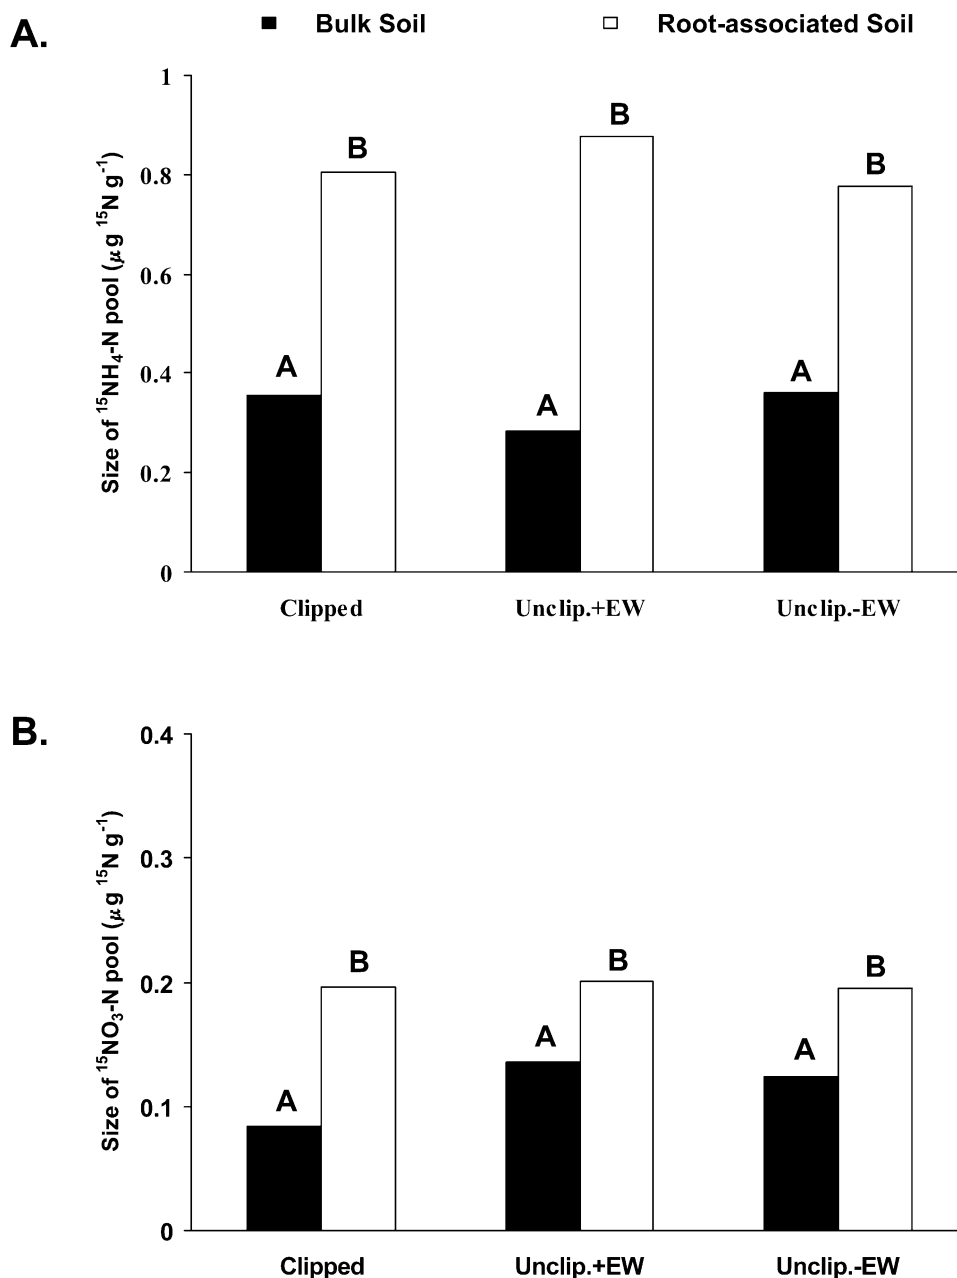 A.
Bulk Soil
Root-associated Soil
Size of ¹⁵NH₄-N pool (μg ¹⁵N g⁻¹)
1
0.8
0.6
0.4
0.2
0
A
B
A
B
A
B
Clipped
Unclip.+EW
Unclip.-EW
B.
Size of ¹⁵NO₃-N pool (μg ¹⁵N g⁻¹)
0.4
0.3
0.2
0.1
0
A
B
A
B
A
B
Clipped
Unclip.+EW
Unclip.-EW